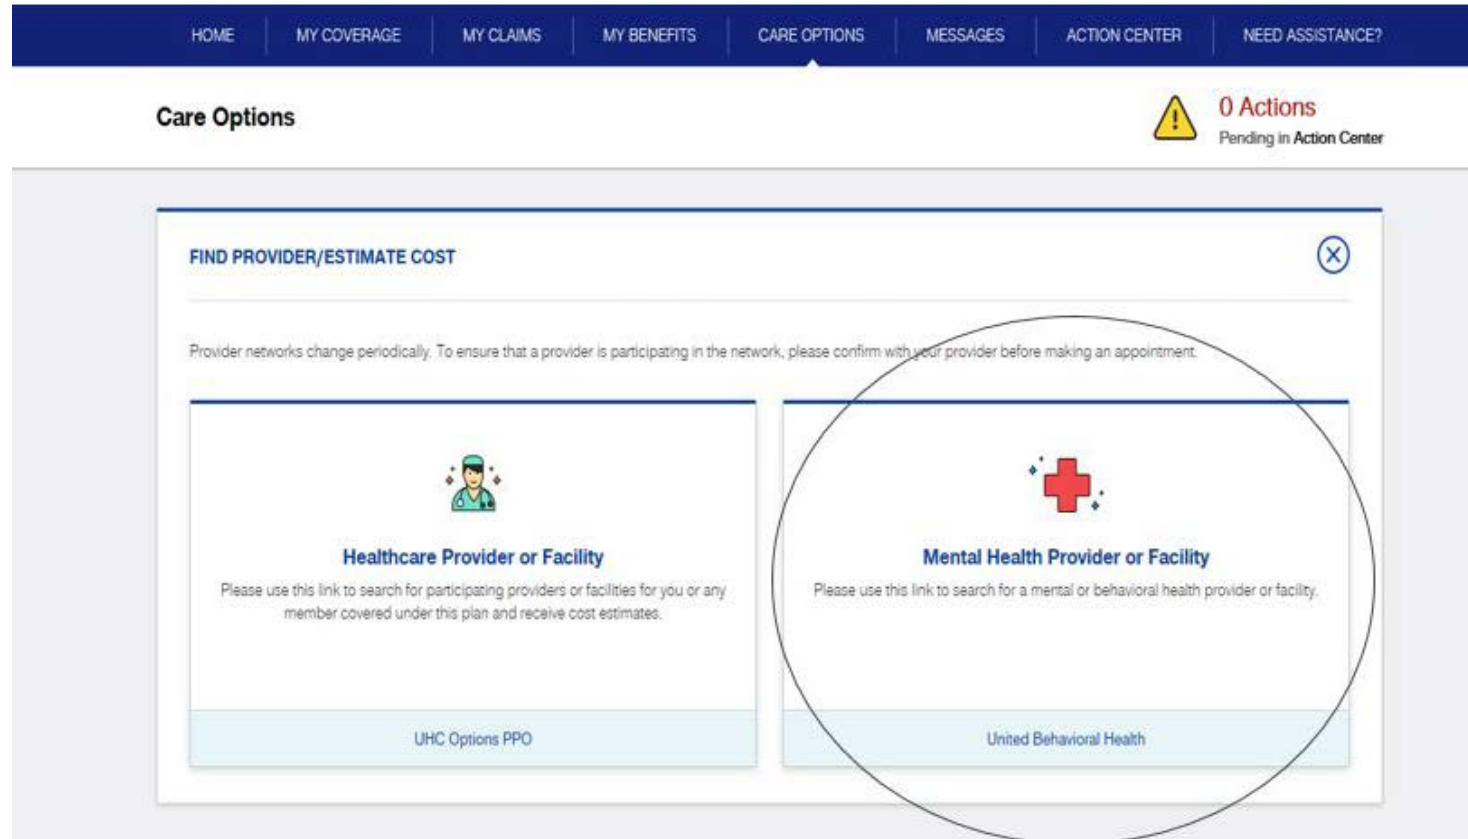 HOME MY COVERAGE MY CLAIMS MY BENEFITS CARE OPTIONS MESSAGES ACTION CENTER NEED ASSISTANCE?
Care Options
0 Actions
Pending in Action Center
FIND PROVIDER/ESTIMATE COST
Provider networks change periodically. To ensure that a provider is participating in the network, please confirm with your provider before making an appointment.
Healthcare Provider or Facility
Please use this link to search for participating providers or facilities for you or any
member covered under this plan and receive cost estimates.
UHC Options PPO
Mental Health Provider or Facility
Please use this link to search for a mental or behavioral health provider or facility.
United Behavioral Health